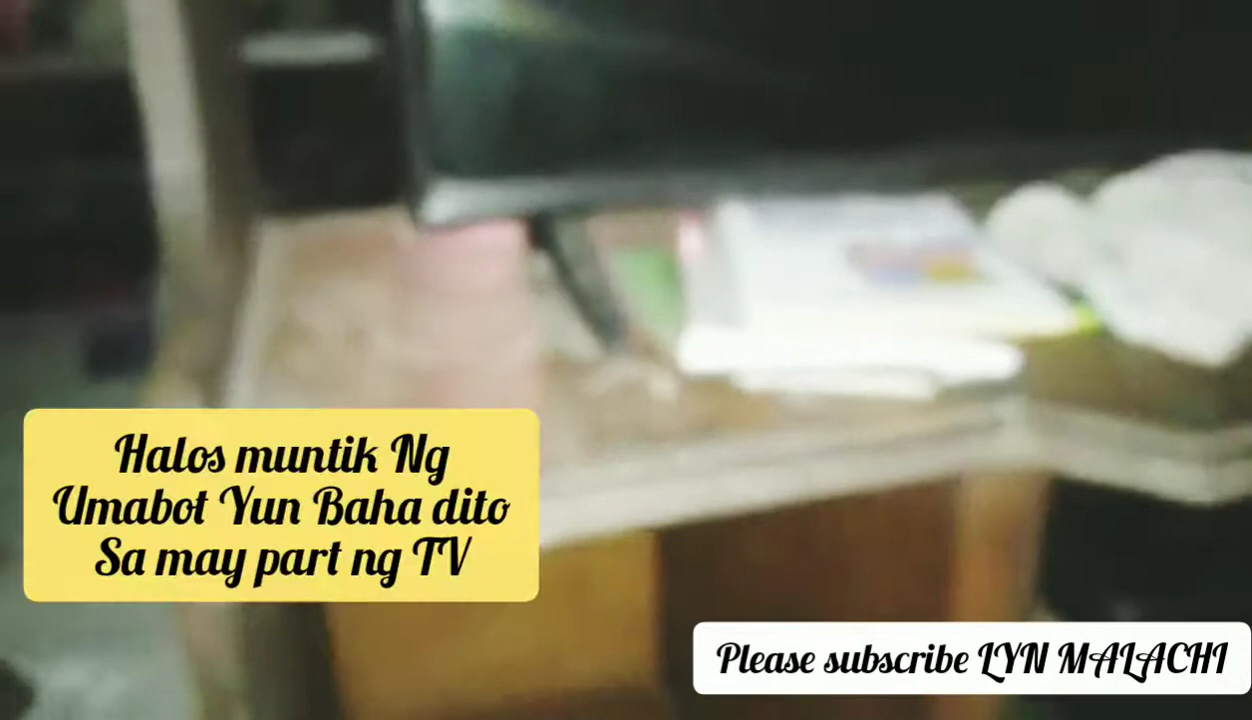 Halos muntik Ng
Umabot Yun Baha dito
Sa may part ng TV
Please subscribe LYN MALACHI